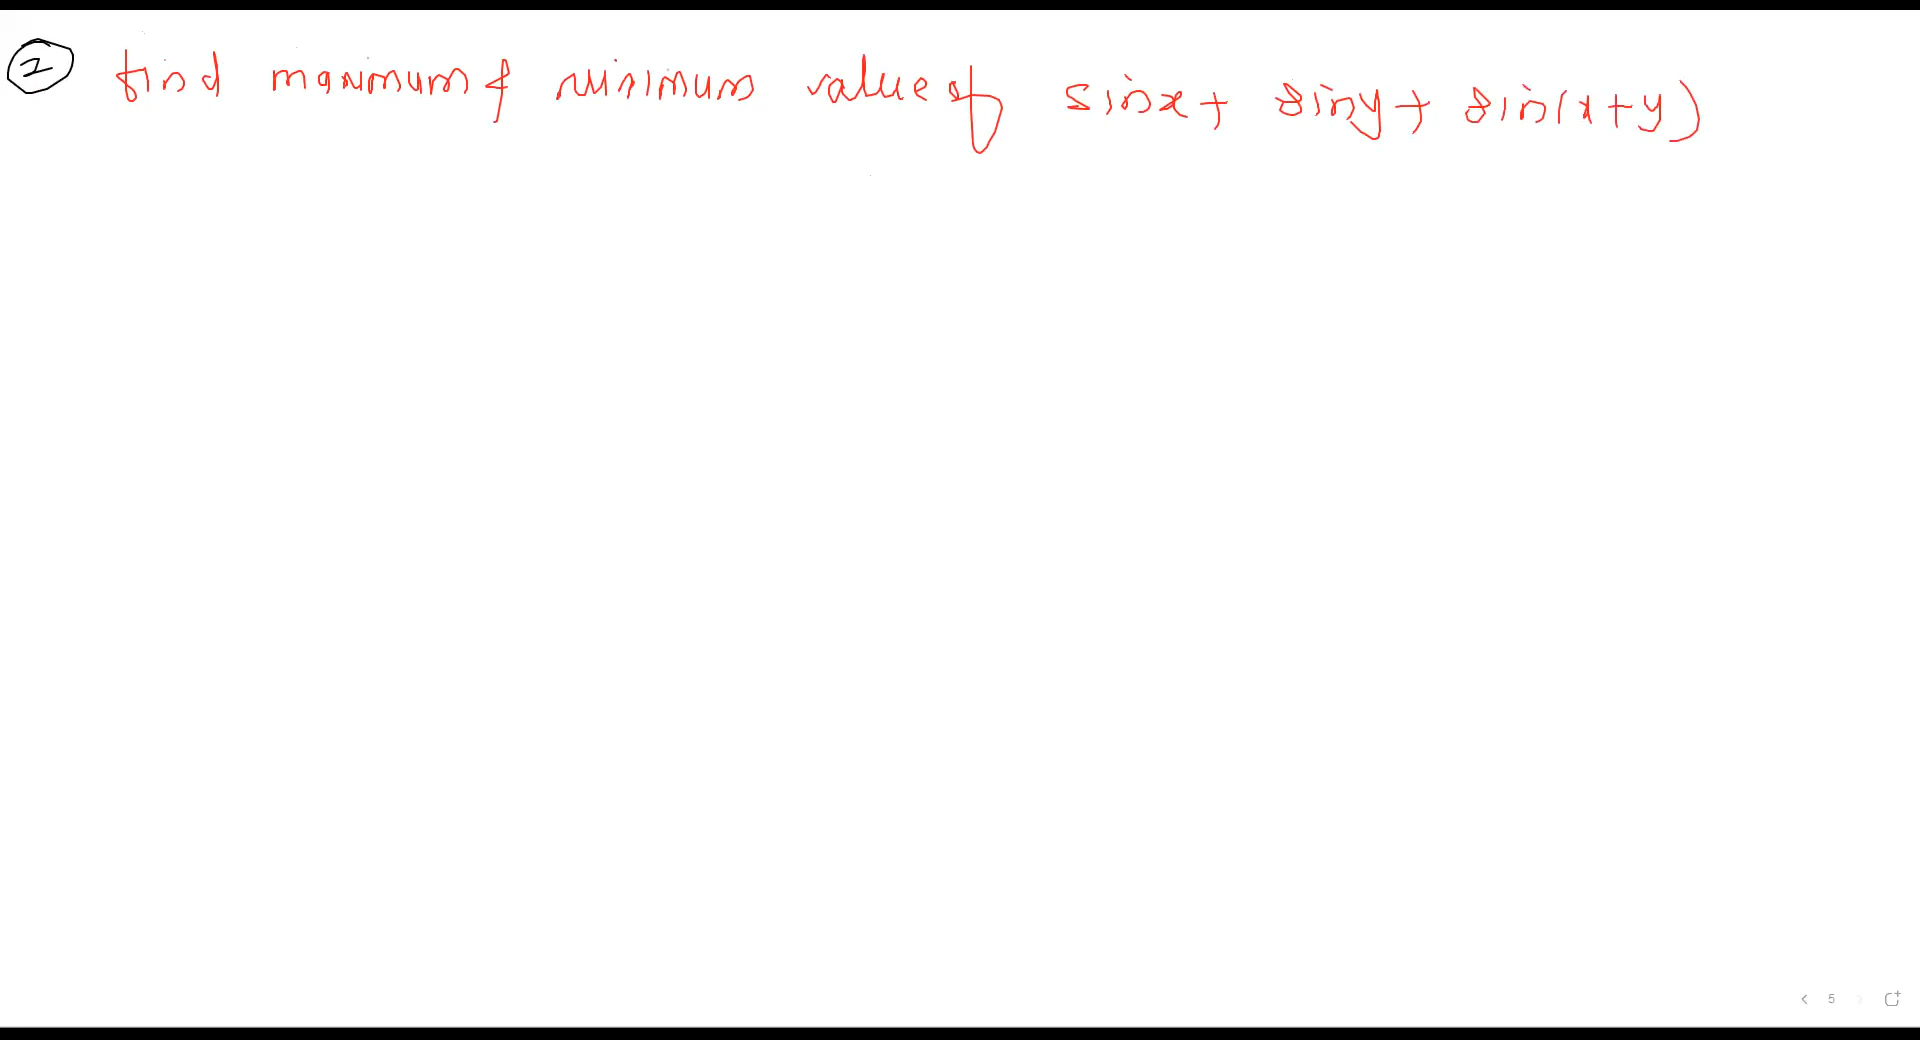 ② find maximum & minimum value of sinx + siny + sin(x+y)
< 5